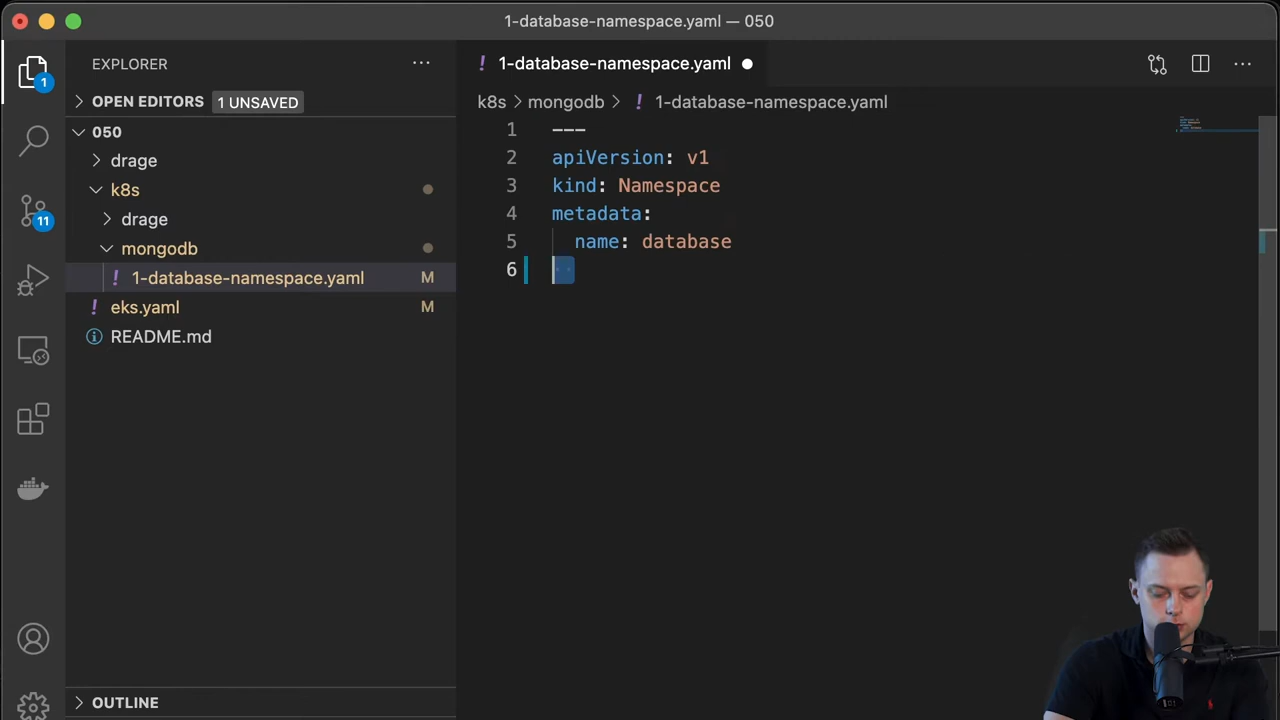 1-database-namespace.yaml — 050
EXPLORER
OPEN EDITORS 1 UNSAVED
050
drage
k8s
drage
mongodb
! 1-database-namespace.yaml M
! eks.yaml M
README.md
OUTLINE
1
11
! 1-database-namespace.yaml
k8s > mongodb > ! 1-database-namespace.yaml
1 ---
2 apiVersion: v1
3 kind: Namespace
4 metadata:
5 name: database
6